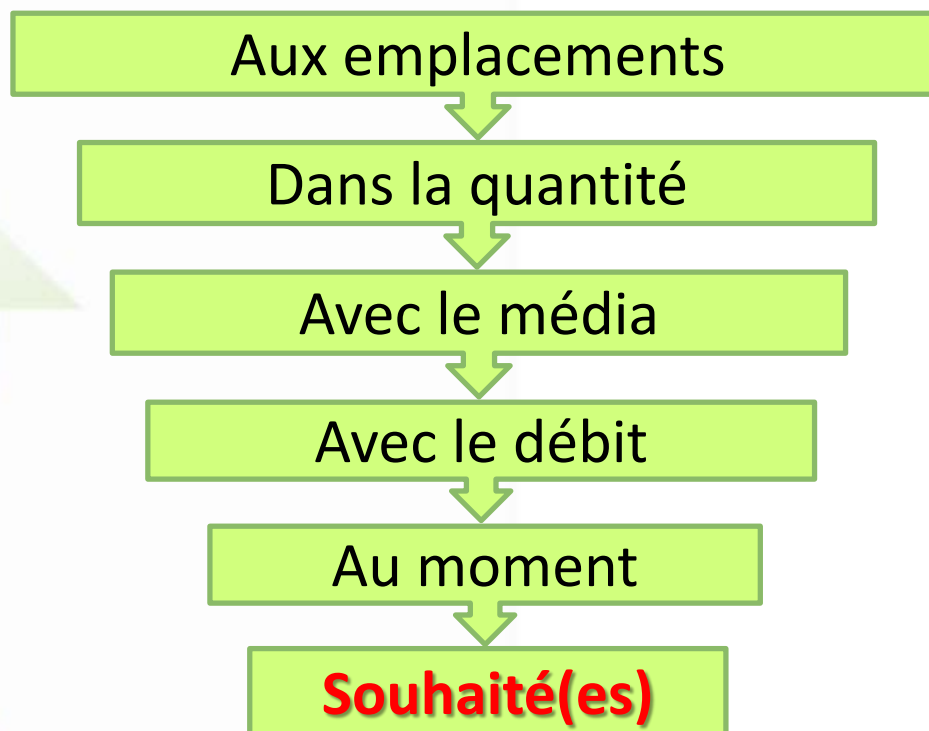 Aux emplacements
Dans la quantité
Avec le média
Avec le débit
Au moment
Souhaité(es)